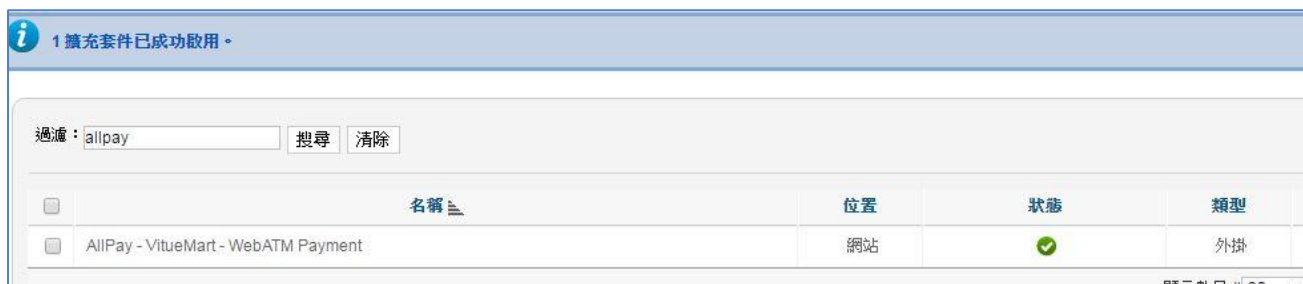 1 擴充套件已成功啟用。
過濾：allpay 搜尋 清除
名稱 位置 狀態 類型
AllPay - VitueMart - WebATM Payment 網站 外掛